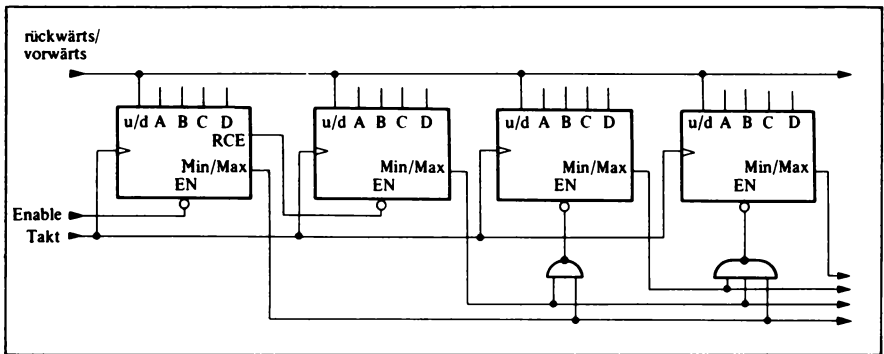 rückwärts/
vorwärts
u/d A B C D
RCE
Min/Max
EN
u/d A B C D
Min/Max
EN
u/d A B C D
Min/Max
EN
u/d A B C D
Min/Max
EN
Enable
Takt